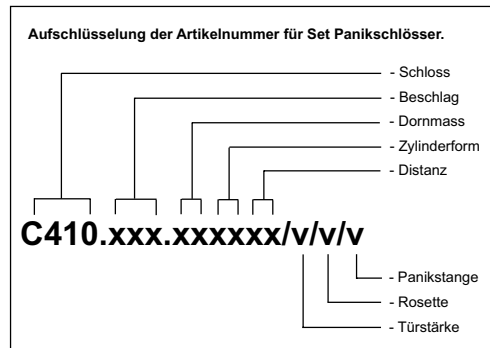 Aufschlüsselung der Artikelnummer für Set Panikschlösser.
- Schloss
- Beschlag
- Dornmass
- Zylinderform
- Distanz
C410.xxx.xxxxxx/v/v/v
- Panikstange
- Rosette
- Türstärke